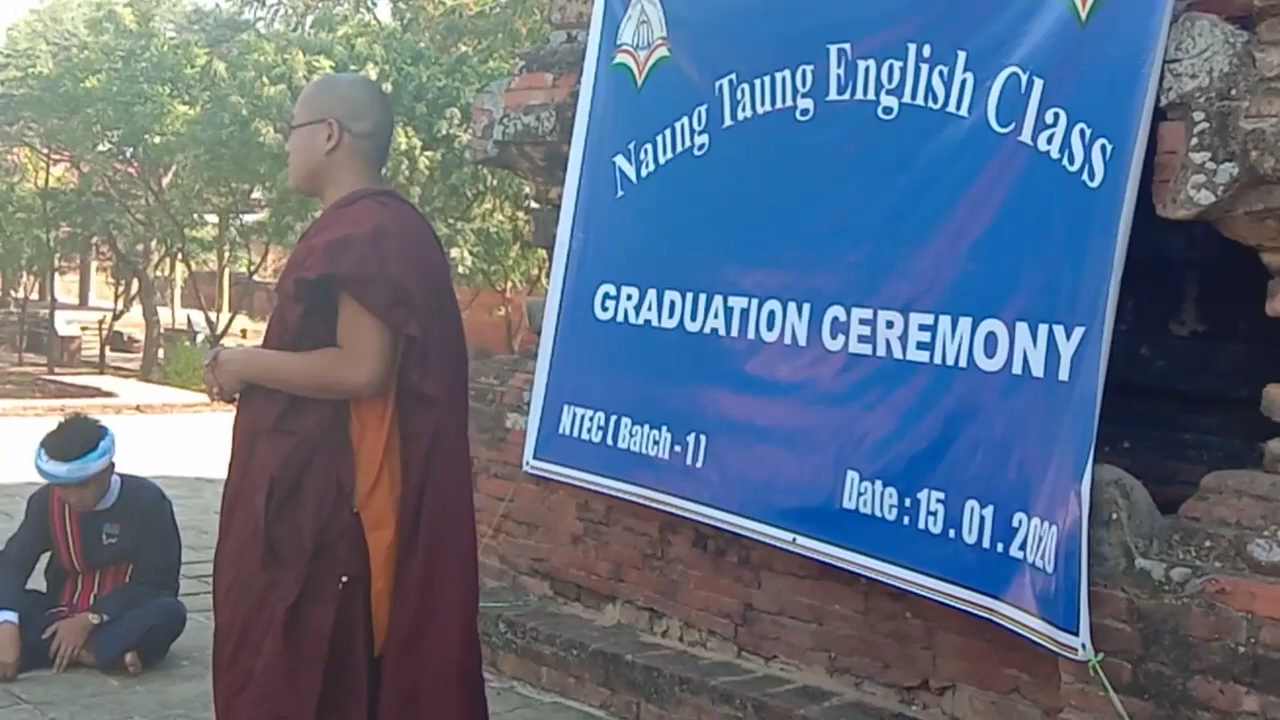 Naung Taung English Class
GRADUATION CEREMONY
NTEC ( Batch - 1 )
Date : 15 . 01 . 2020